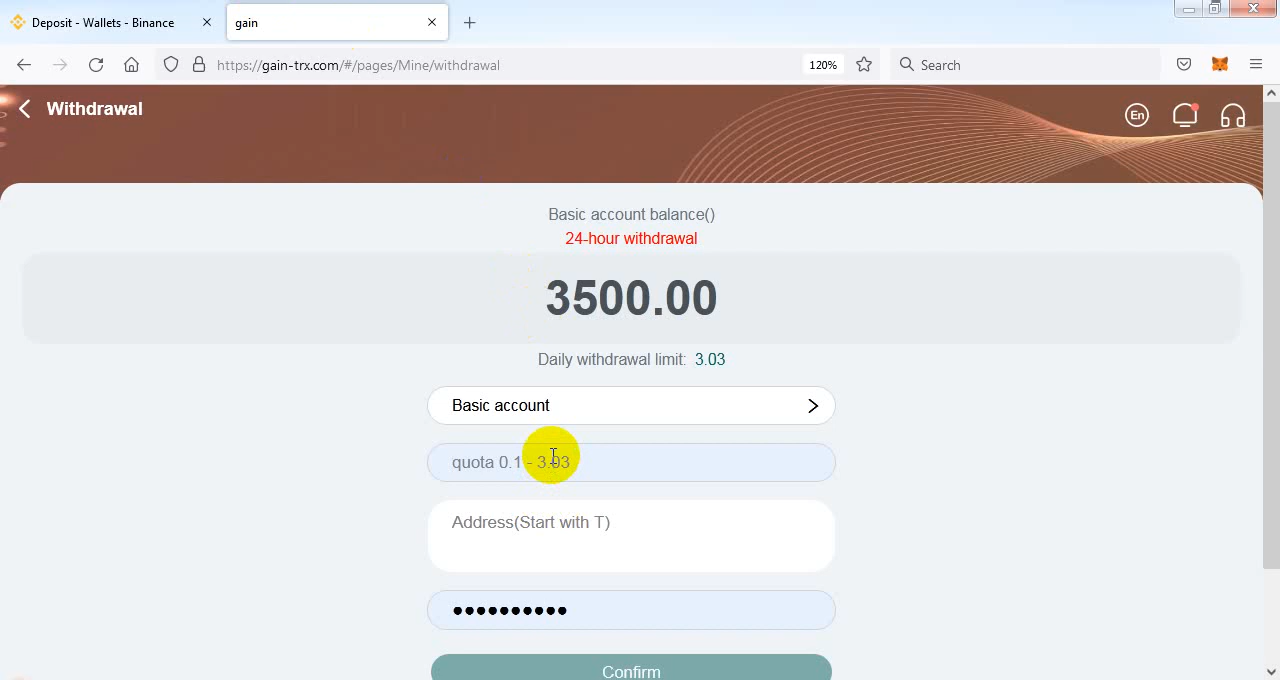 Deposit - Wallets - Binance
gain
https://gain-trx.com/#/pages/Mine/withdrawal
120%
Search
Withdrawal
En
Basic account balance()
24-hour withdrawal
3500.00
Daily withdrawal limit: 3.03
Basic account
quota 0.1 - 3.03
Address(Start with T)
Confirm